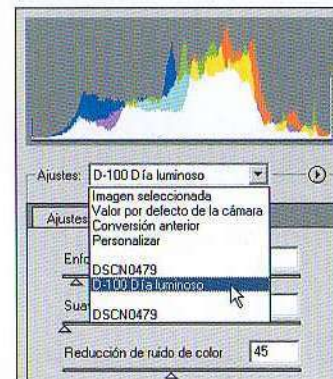 Ajustes: D-100 Día luminoso
Imagen seleccionada
Valor por defecto de la cámara
Conversión anterior
Personalizar
Ajustes
DSCN0479
D-100 Día luminoso
DSCN0479
Reducción de ruido de color 45